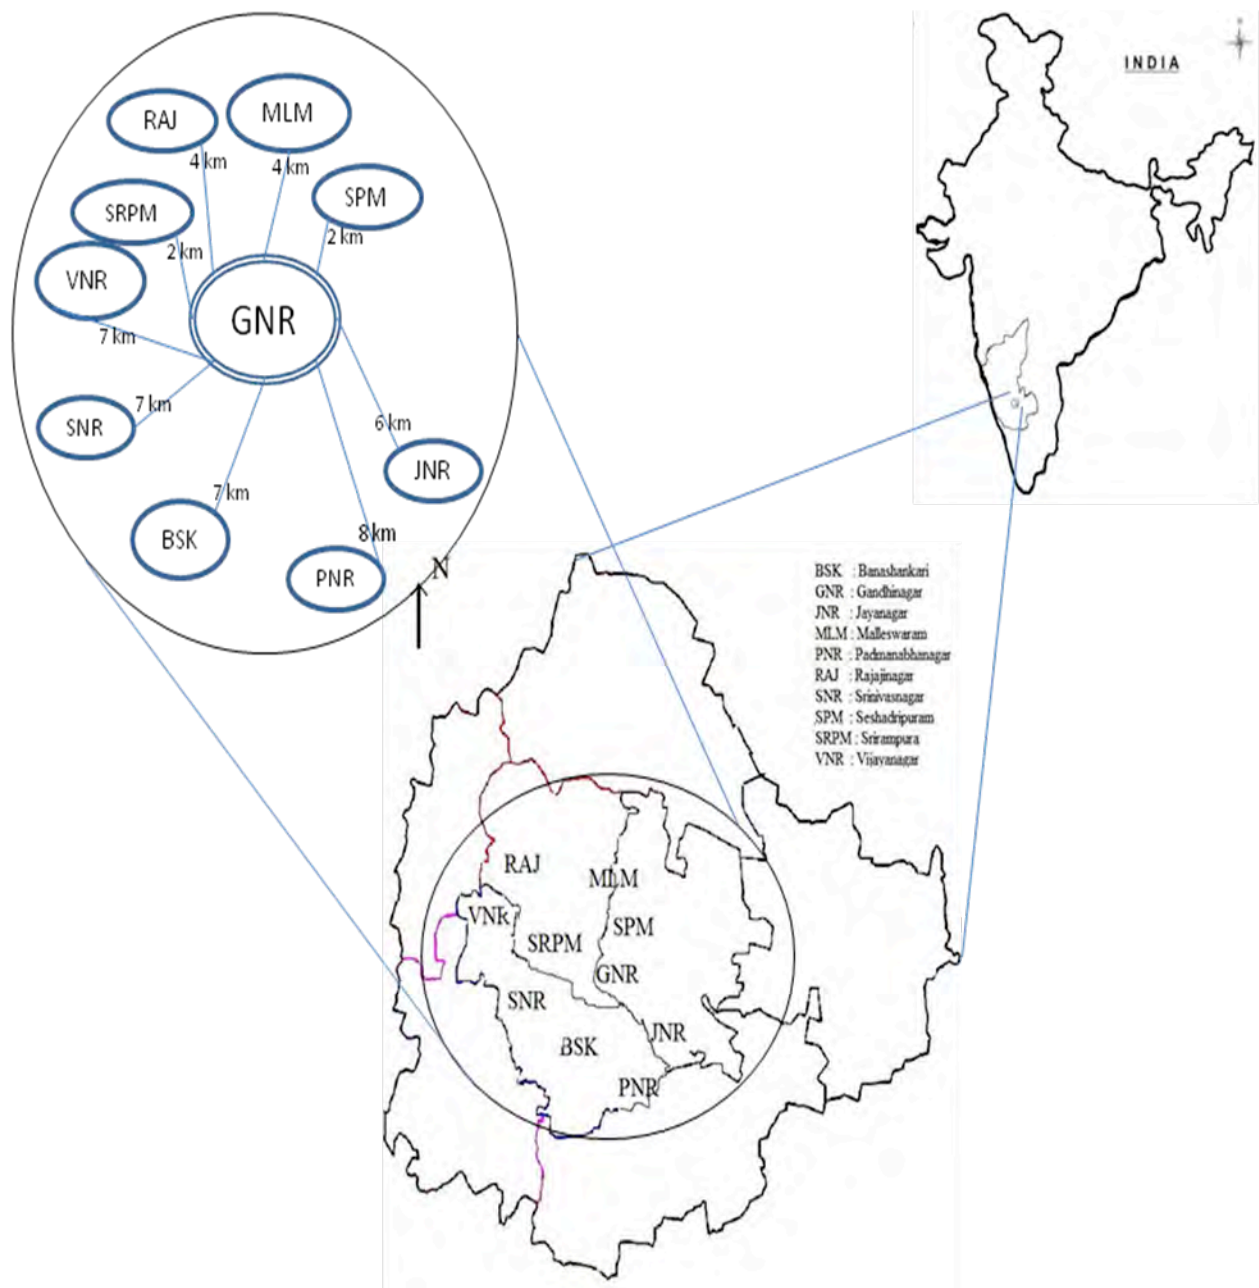 INDIA
RAJ
MLM
4 km
4 km
SPM
SRPM
2 km
2 km
VNR
GNR
7 km
7 km
SNR
6 km
JNR
7 km
BSK
8 km
PNR
N
BSK : Banashankari
GNR : Gandhinagar
JNR : Jayanagar
MLM : Malleswaram
PNR : Padmanabhanagar
RAJ : Rajajinagar
SNR : Srinivasnagar
SPM : Seshadripuram
SRPM : Srirampura
VNR : Vijayanagar
RAJ
MLM
VNR
SPM
SRPM
GNR
SNR
JNR
BSK
PNR